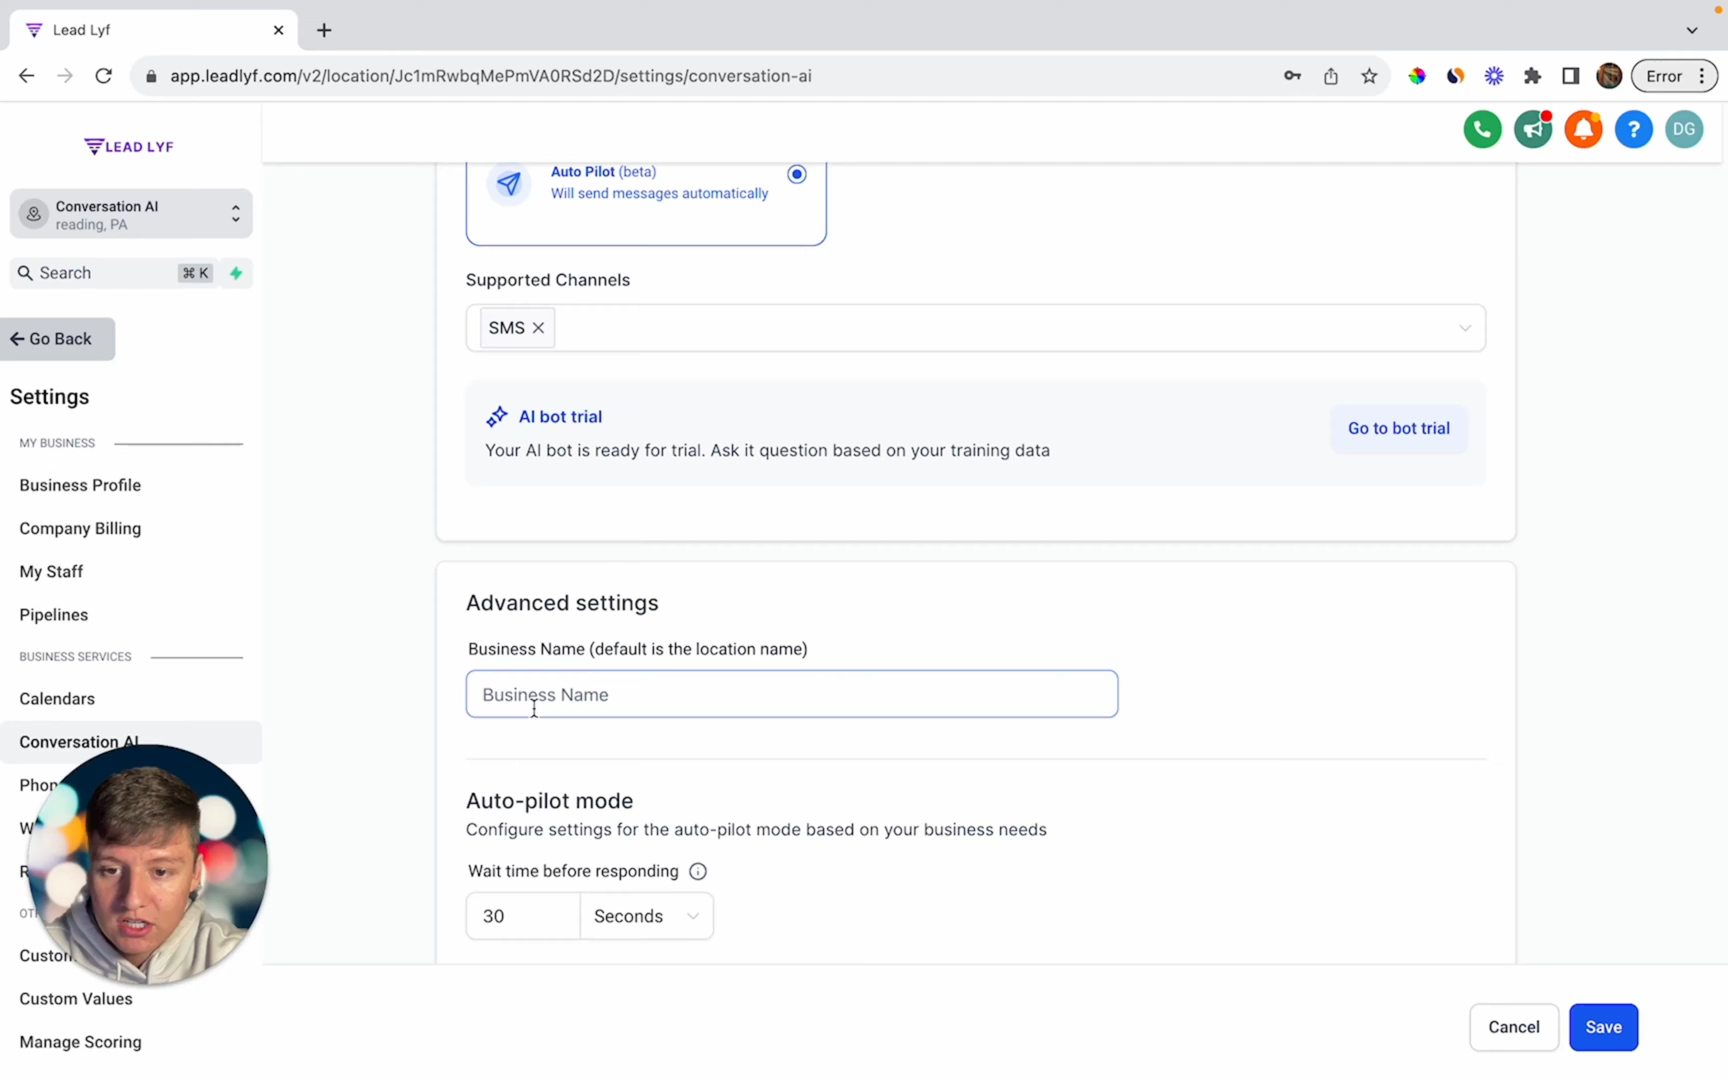 Lead Lyf
app.leadlyf.com/v2/location/Jc1mRwbqMePmVA0RSd2D/settings/conversation-ai
Error
LEAD LYF
DG
Conversation AI
reading, PA
Search
⌘ K
Go Back
Settings
MY BUSINESS
Business Profile
Company Billing
My Staff
Pipelines
BUSINESS SERVICES
Calendars
Conversation AI
Custom Values
Manage Scoring
Auto Pilot (beta)
Will send messages automatically
Supported Channels
SMS
AI bot trial
Your AI bot is ready for trial. Ask it question based on your training data
Go to bot trial
Advanced settings
Business Name (default is the location name)
Business Name
Auto-pilot mode
Configure settings for the auto-pilot mode based on your business needs
Wait time before responding
30
Seconds
Cancel
Save